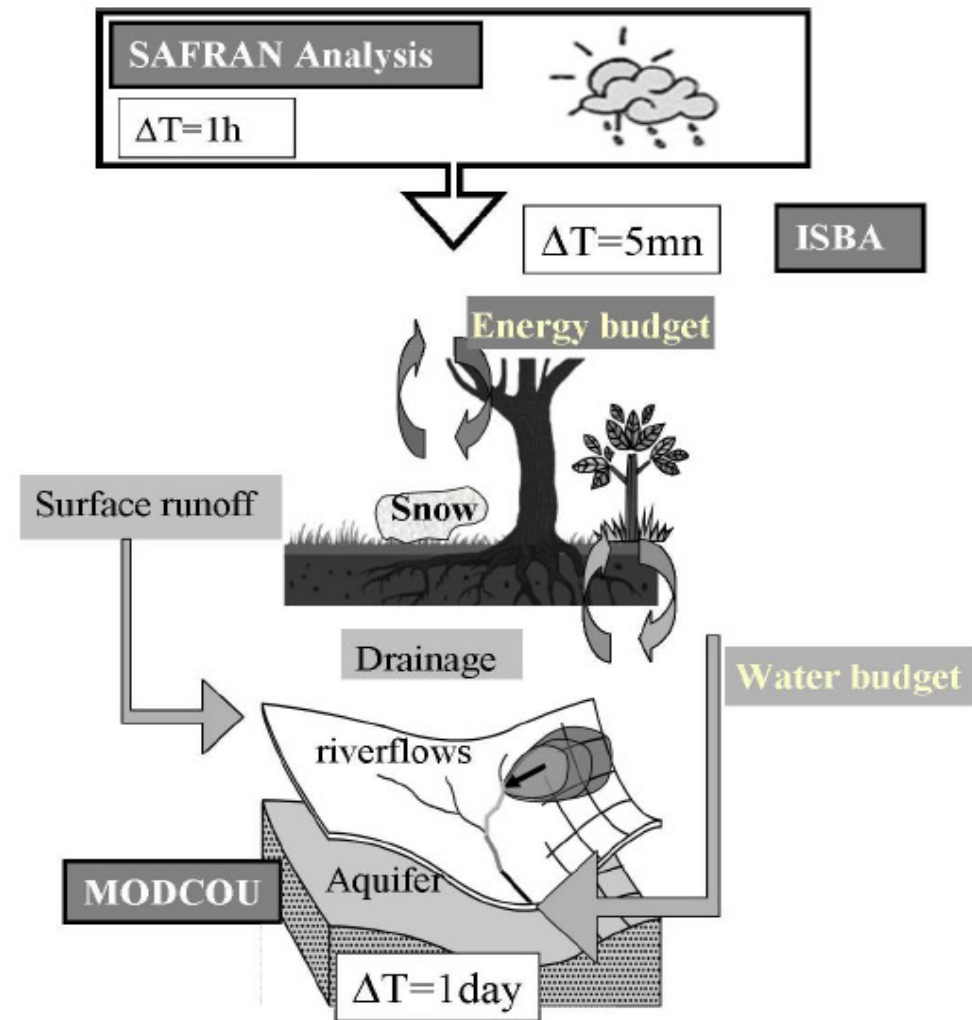 SAFRAN Analysis
ΔT=1h
ΔT=5mn
ISBA
Energy budget
Surface runoff
Snow
Drainage
Water budget
riverflows
Aquifer
MODCOU
ΔT=1day